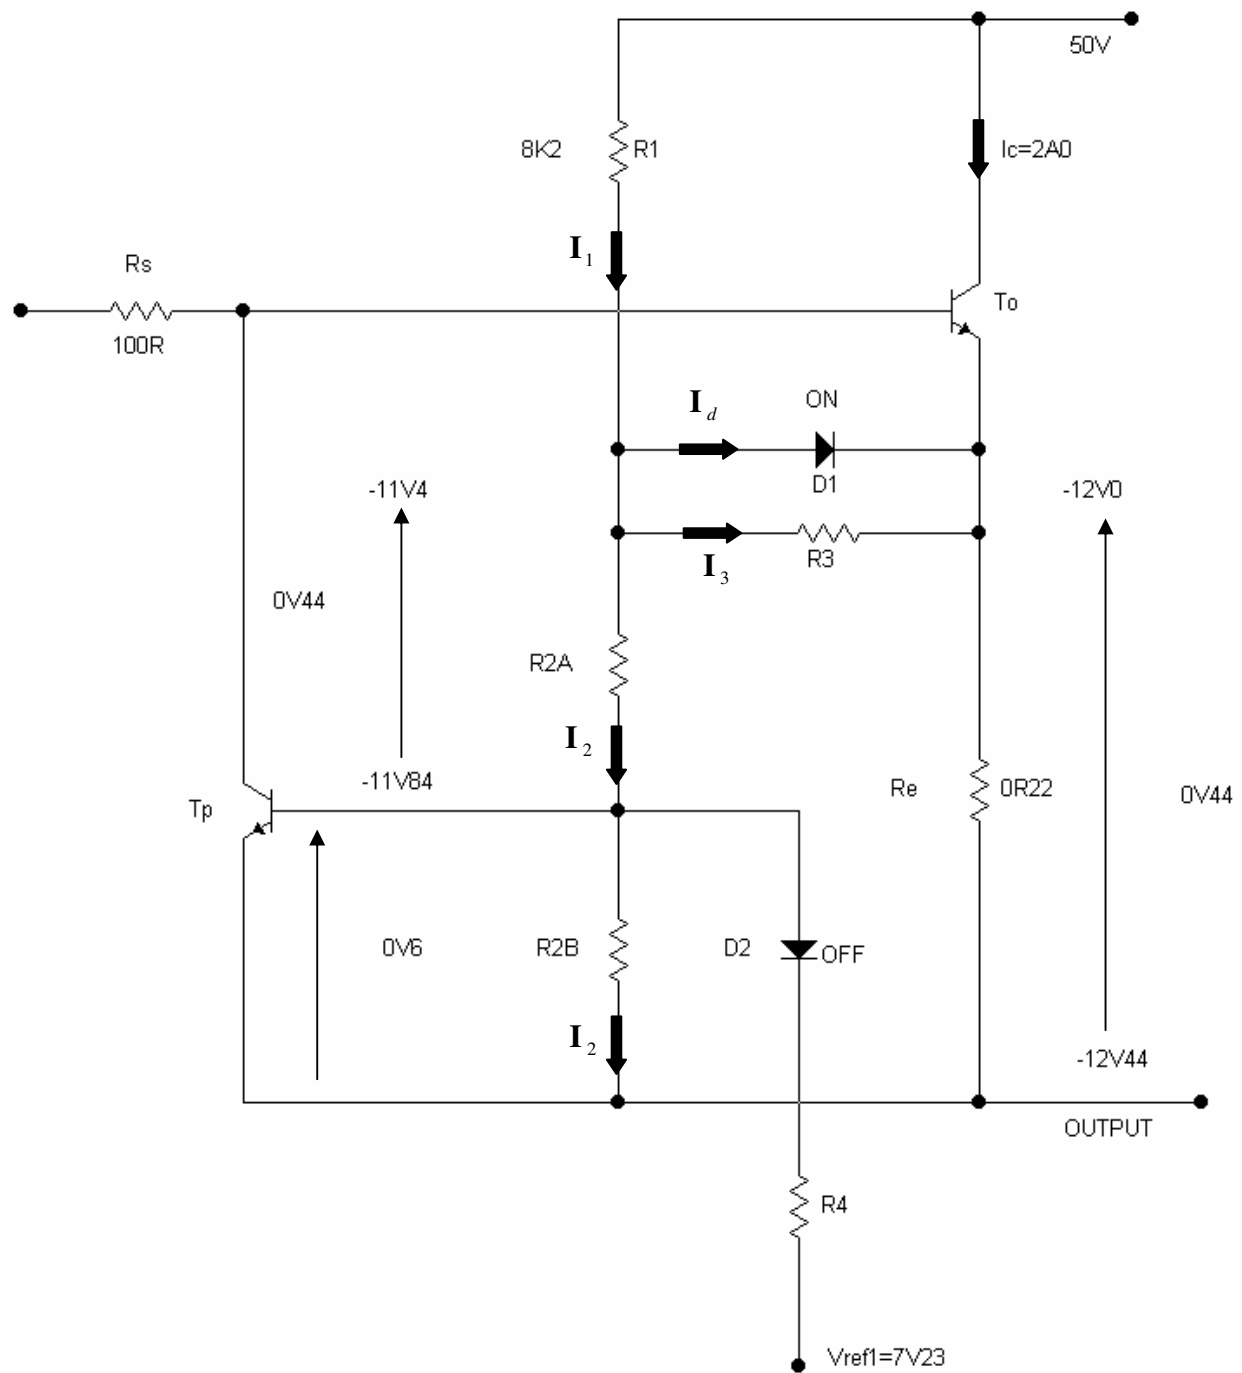 50V
8K2
R1
Ic=2A0
I1
Rs
To
100R
Id
ON
D1
-11V4
-12V0
R3
I3
0V44
R2A
I2
-11V84
Tp
Re
0R22
0V44
0V6
R2B
D2
OFF
I2
-12V44
OUTPUT
R4
Vref1=7V23